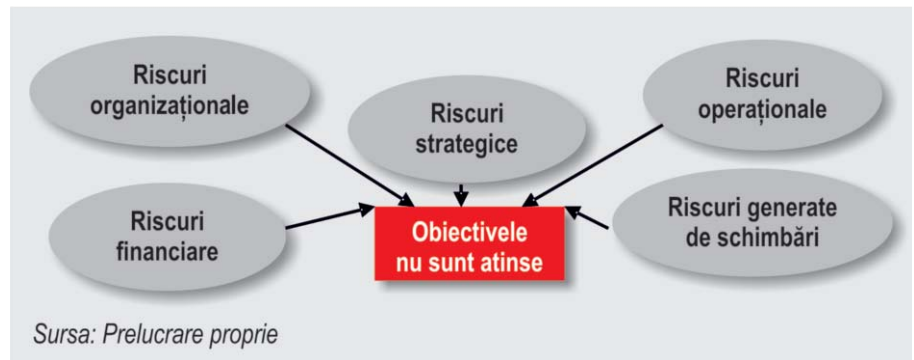 Riscuri
organizaționale
Riscuri
strategice
Riscuri
operaționale
Riscuri
financiare
Obiectivele
nu sunt atinse
Riscuri generate
de schimbări
Sursa: Prelucrare proprie